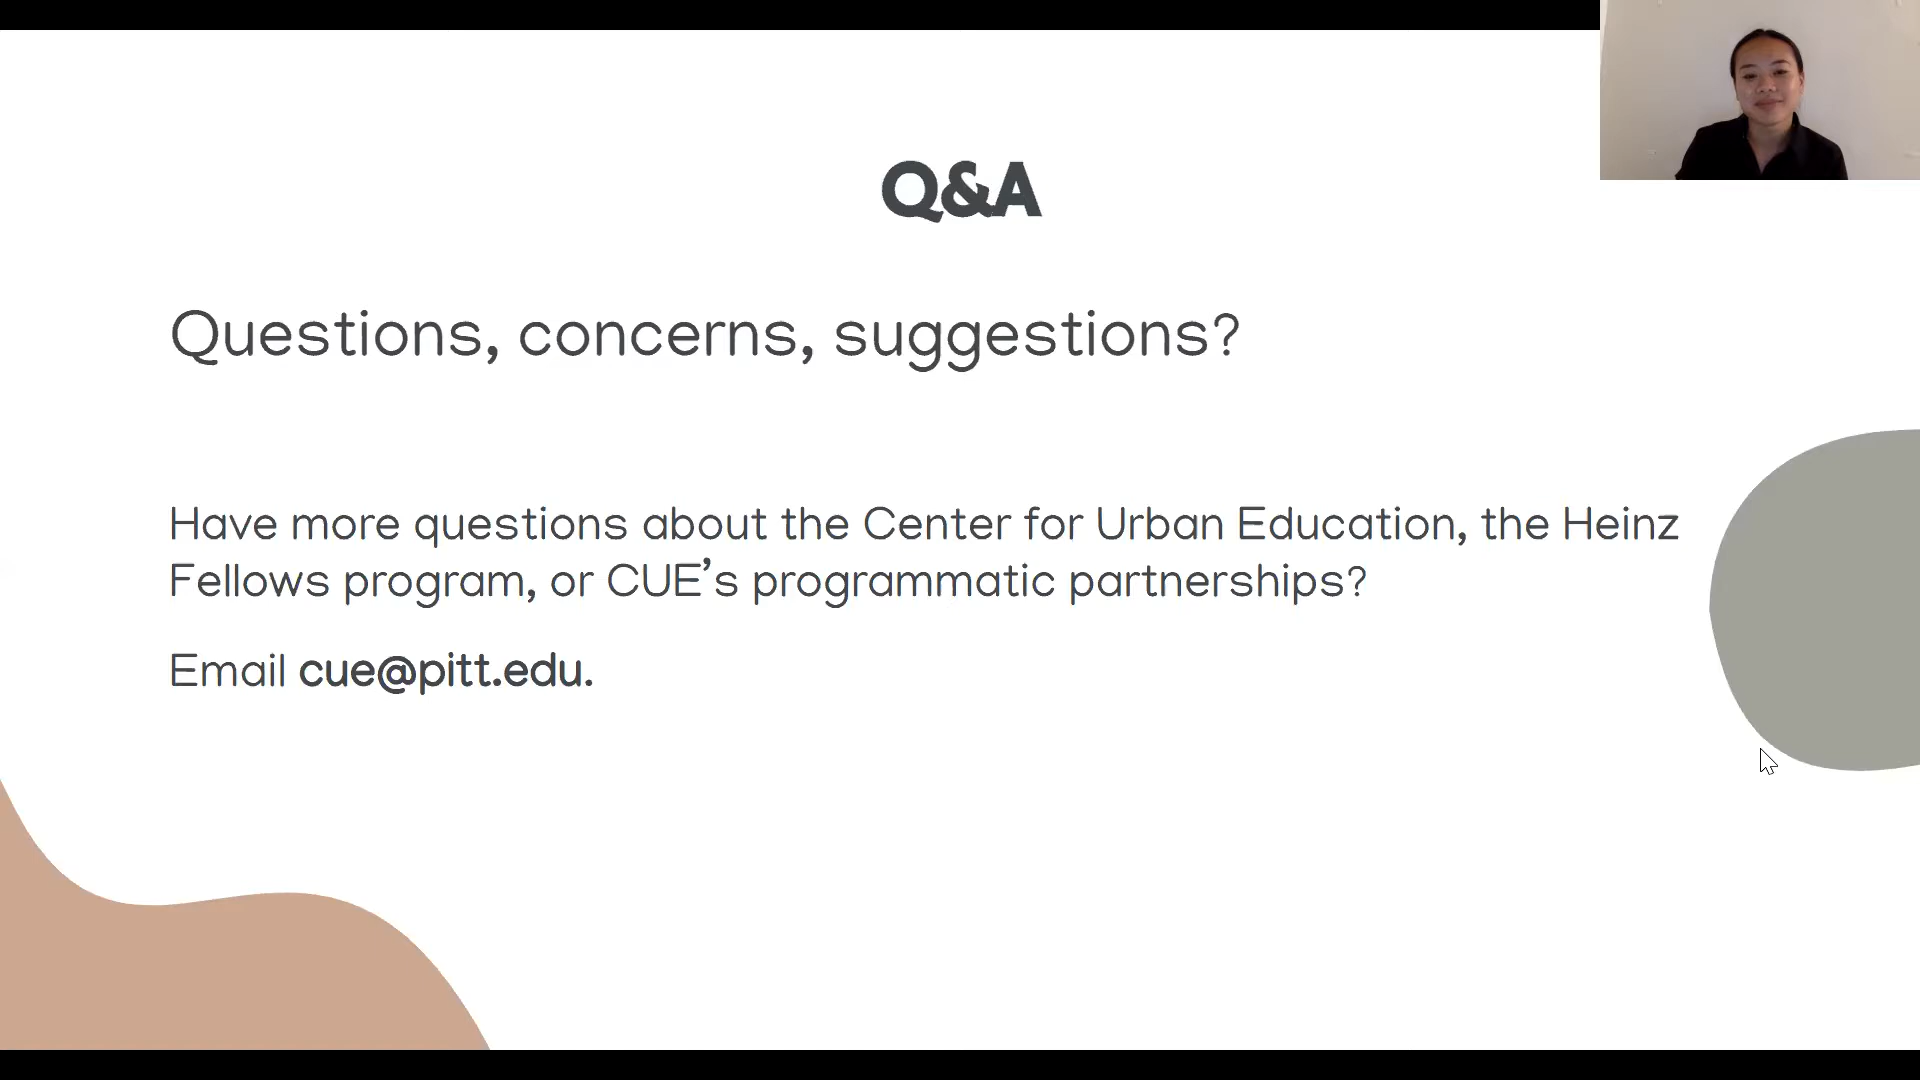 Q&A
Questions, concerns, suggestions?
Have more questions about the Center for Urban Education, the Heinz
Fellows program, or CUE’s programmatic partnerships?
Email cue@pitt.edu.